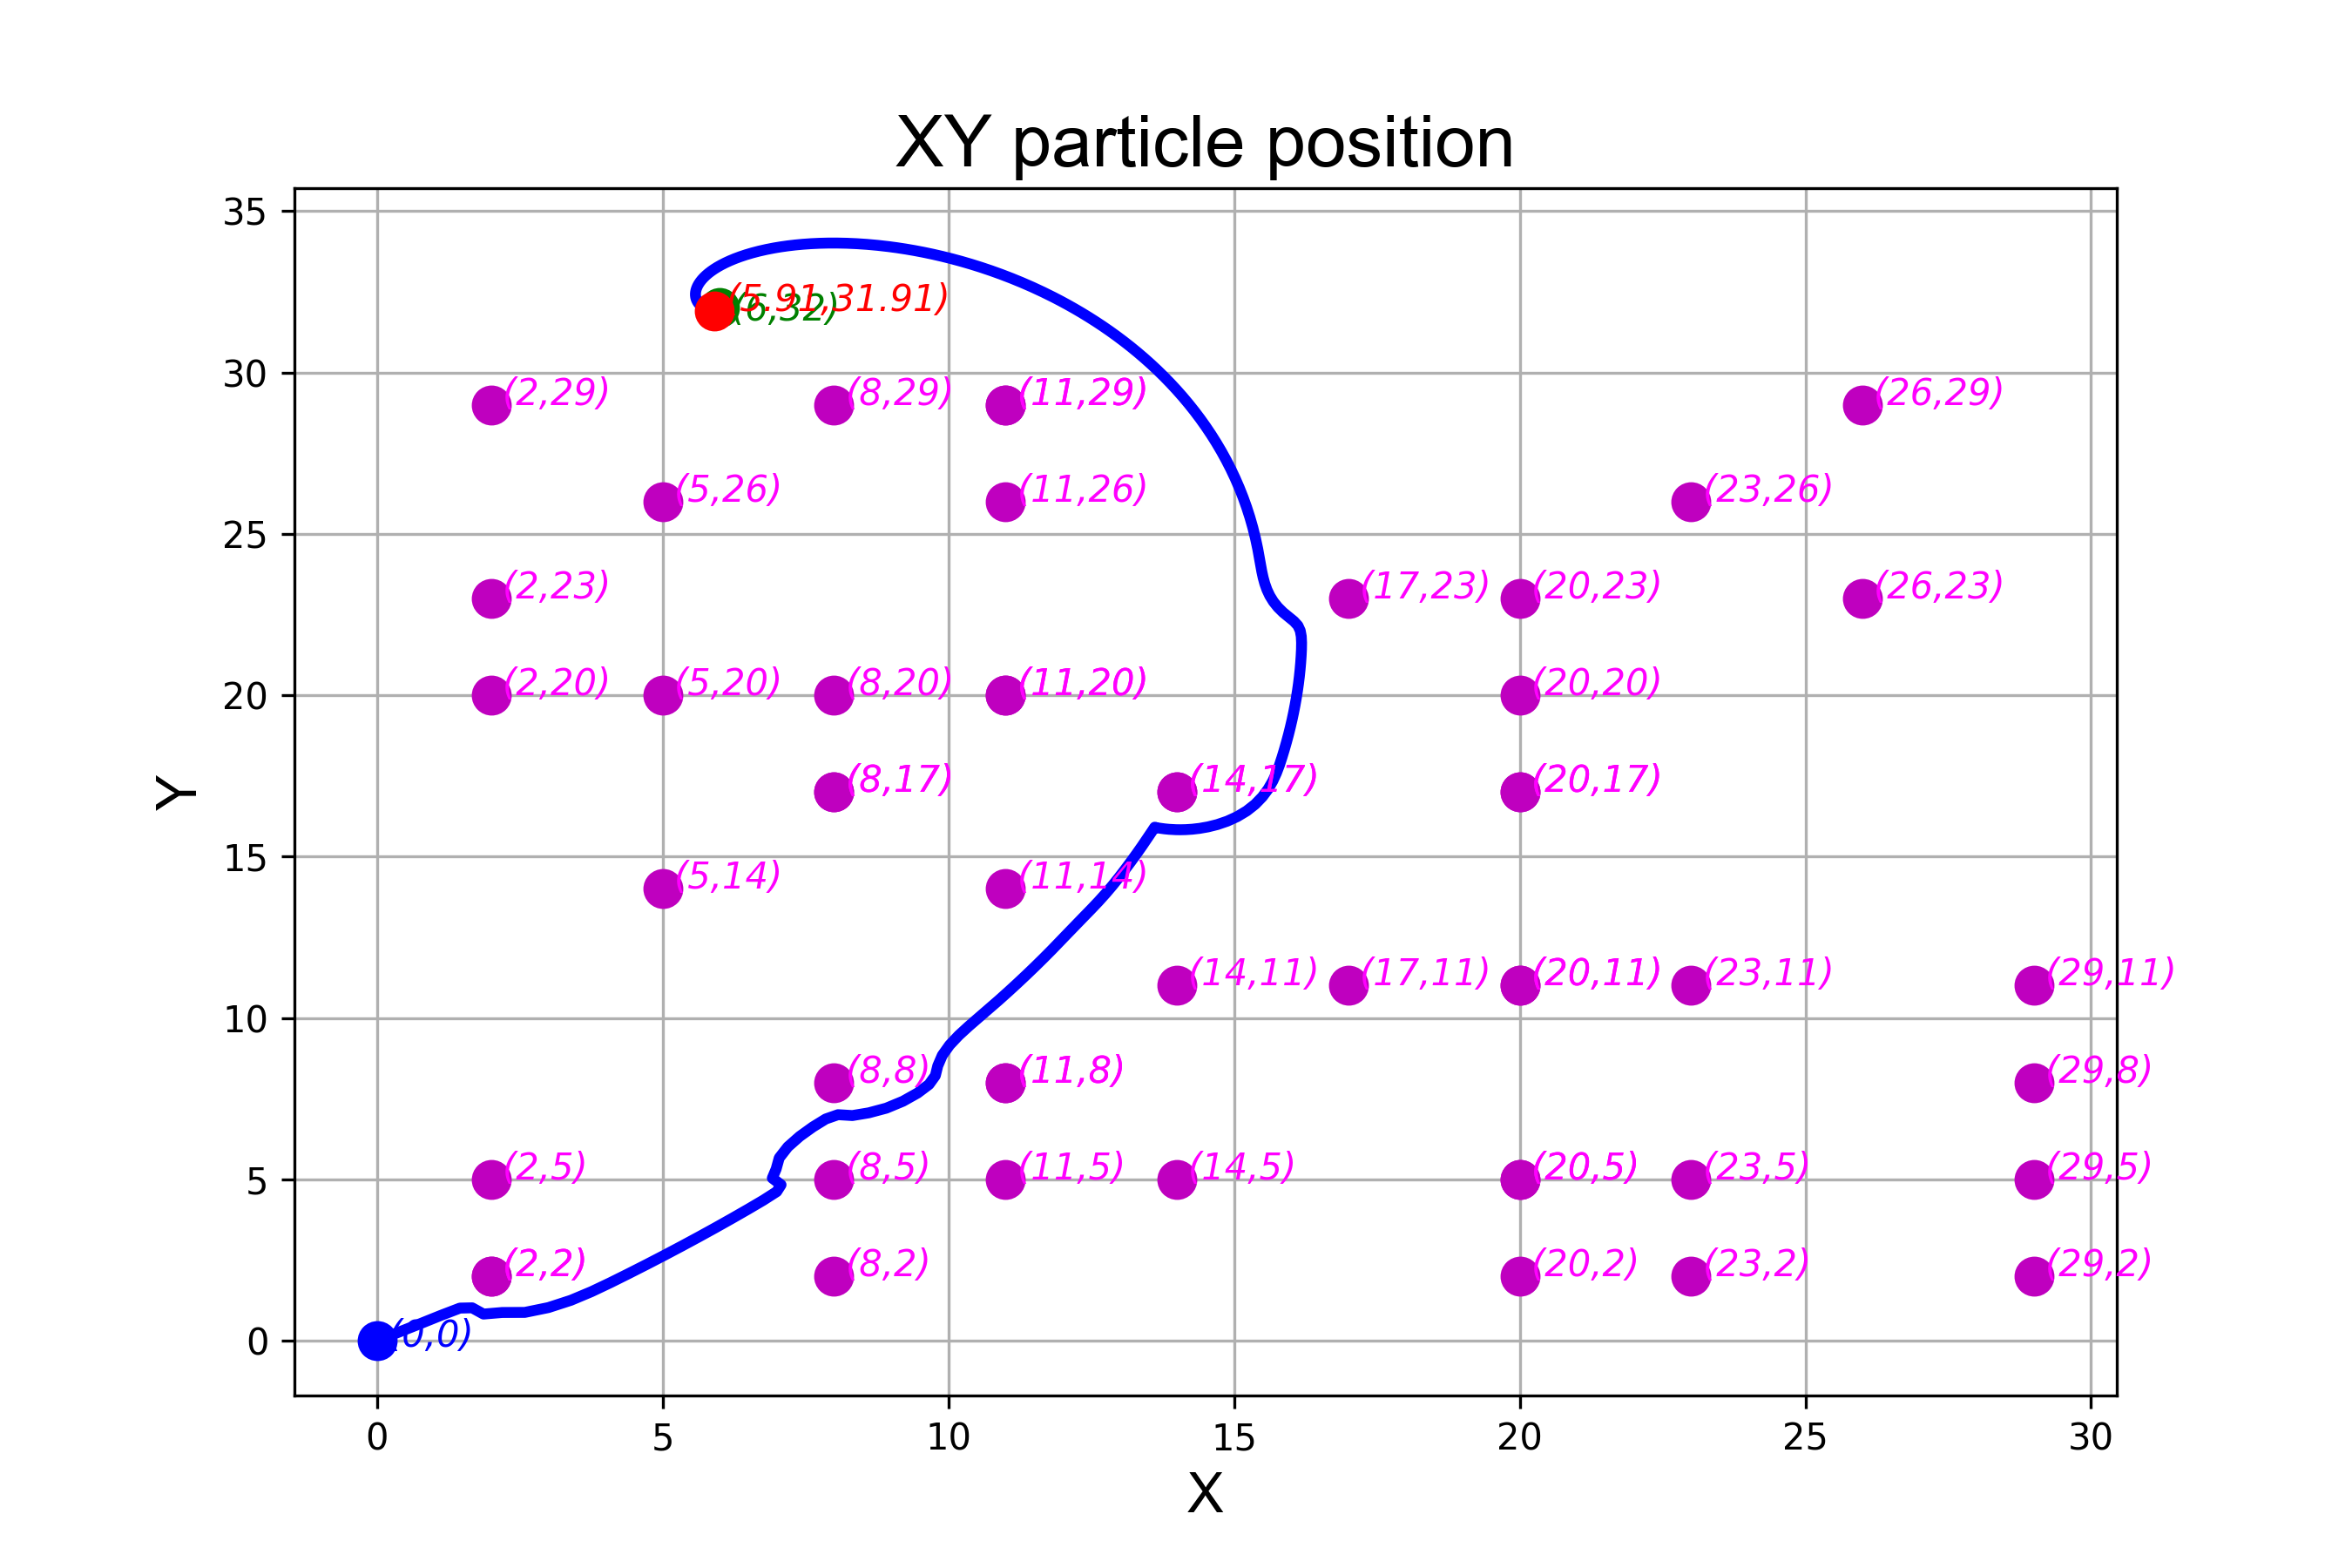 XY particle position
35
(5.91,31.91)
(6,32)
30
(2,29) (8,29) (11,29) (26,29)
(5,26) (11,26) (23,26)
25
(2,23) (17,23) (20,23) (26,23)
20 (2,20) (5,20) (8,20) (11,20) (20,20)
(8,17) (14,17) (20,17)
Y
15
(5,14) (11,14)
(14,11) (17,11) (20,11) (23,11) (29,11)
10
(8,8) (11,8) (29,8)
5 (2,5) (8,5) (11,5) (14,5) (20,5) (23,5) (29,5)
(2,2) (8,2) (20,2) (23,2) (29,2)
0 (0,0)
0 5 10 15 20 25 30
X